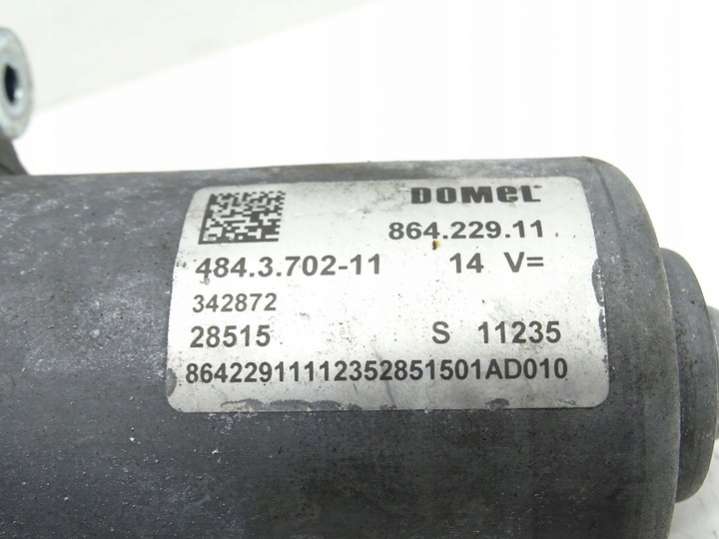 DOMEL
864.229.11
484.3.702-11 14 V=
342872
28515 S 11235
86422911112352851501AD010